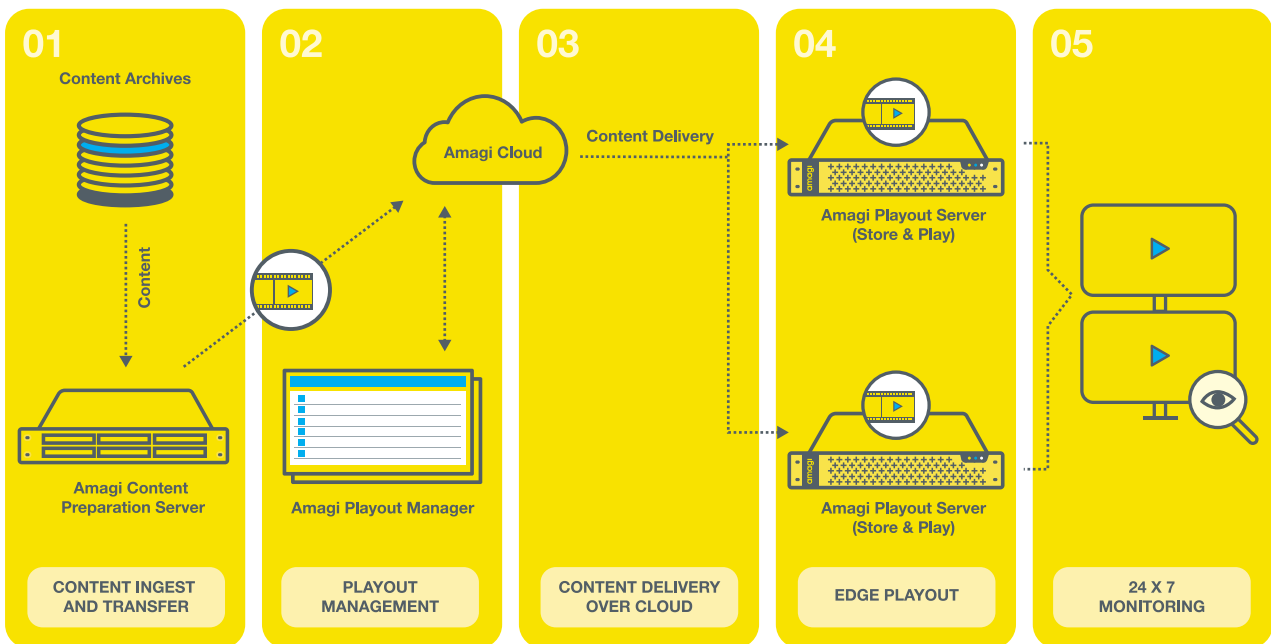 01
Content Archives
Content
Amagi Content
Preparation Server
CONTENT INGEST
AND TRANSFER
02
Amagi Cloud
Amagi Playout Manager
PLAYOUT
MANAGEMENT
03
Content Delivery
CONTENT DELIVERY
OVER CLOUD
04
amagi
Amagi Playout Server
(Store & Play)
amagi
Amagi Playout Server
(Store & Play)
EDGE PLAYOUT
05
24 X 7
MONITORING